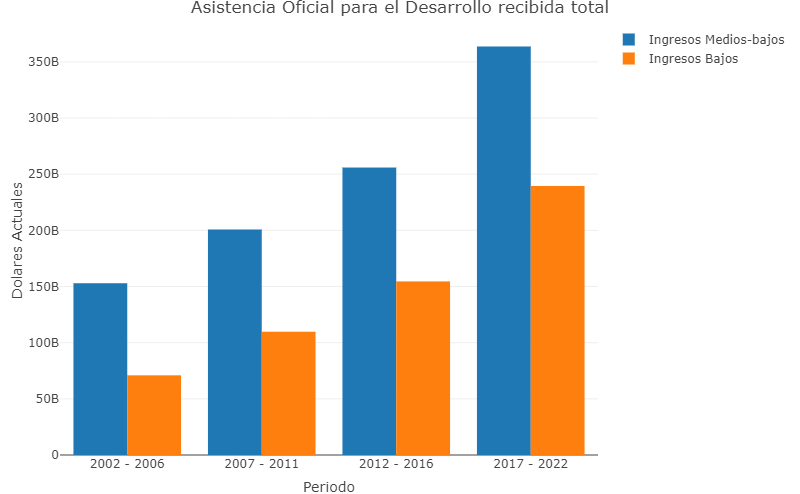 Asistencia Oficial para el Desarrollo recibida total
Ingresos Medios-bajos
Ingresos Bajos
350B
300B
250B
200B
150B
100B
50B
0
Dolares Actuales
2002 - 2006
2007 - 2011
2012 - 2016
2017 - 2022
Periodo